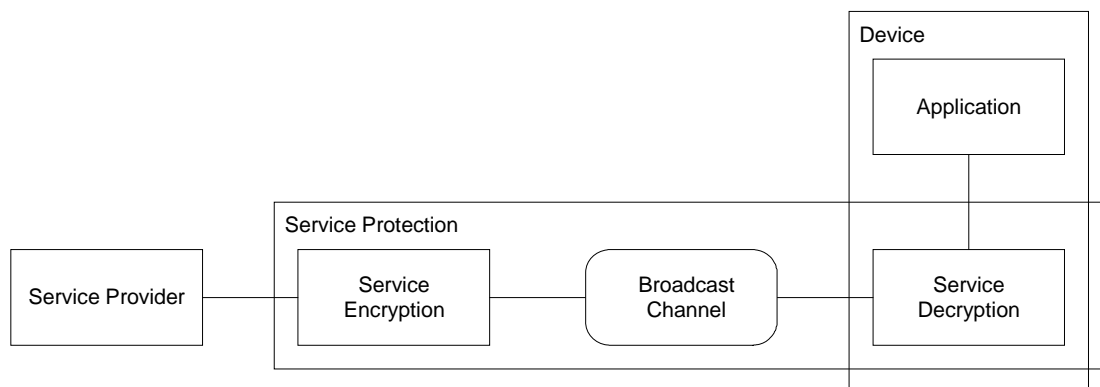 Device
Application
Service Protection
Service Provider
Service
Encryption
Broadcast
Channel
Service
Decryption